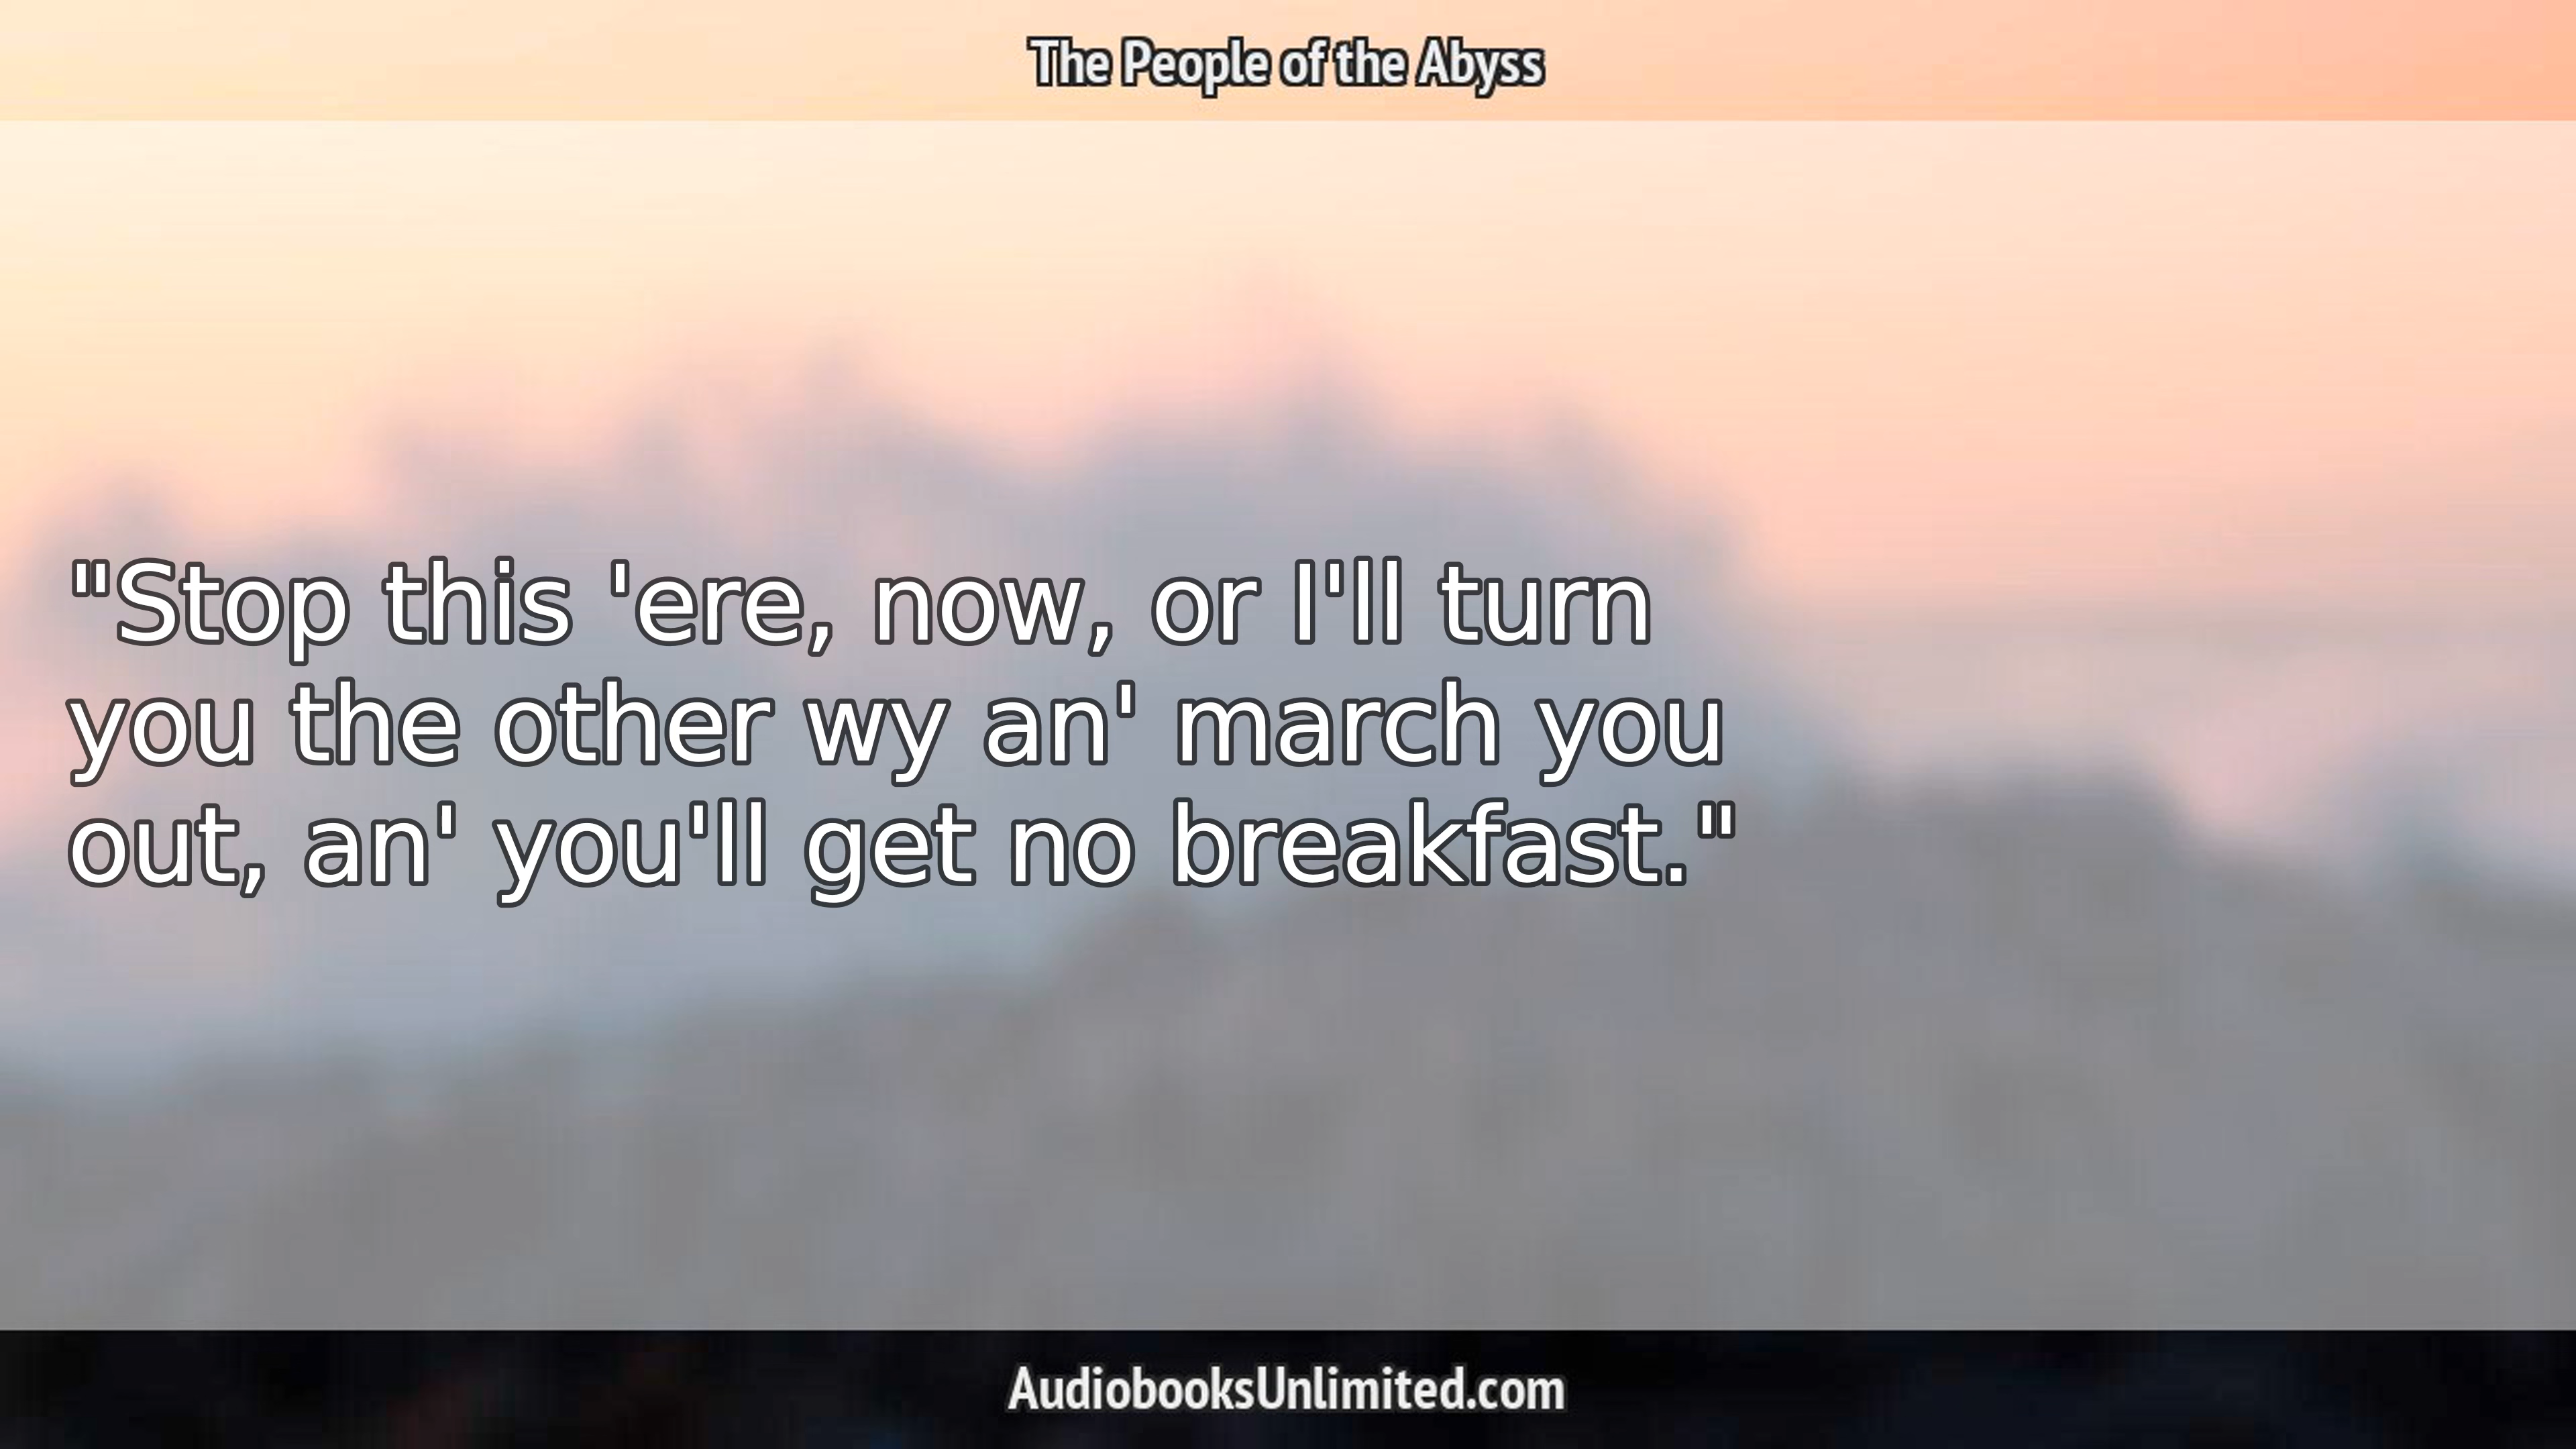 The People of the Abyss
"Stop this 'ere, now, or I'll turn
you the other wy an' march you
out, an' you'll get no breakfast."
AudiobooksUnlimited.com